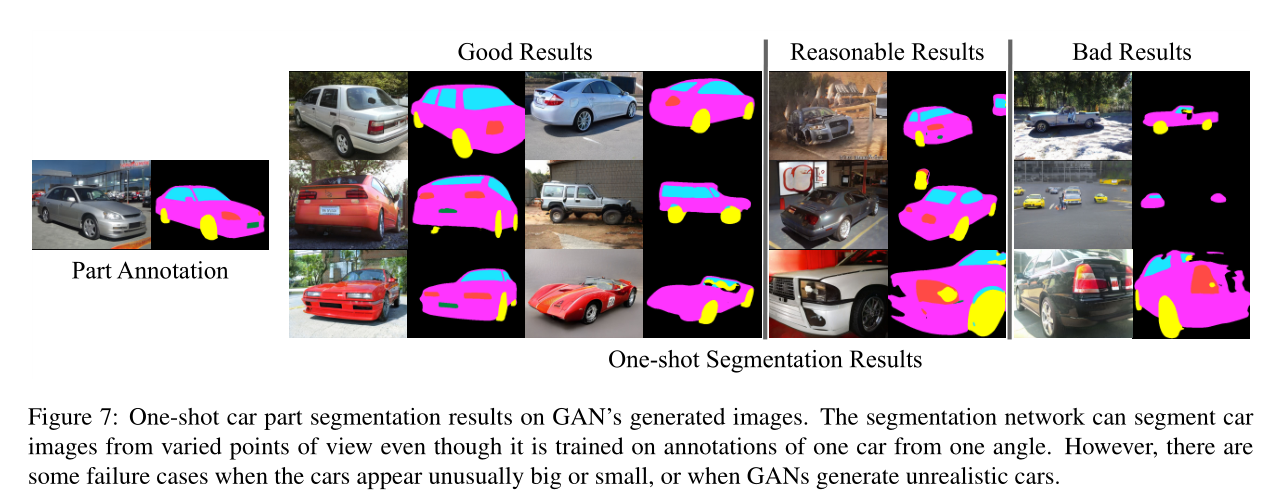 Good Results
Reasonable Results
Bad Results
Part Annotation
One-shot Segmentation Results
Figure 7: One-shot car part segmentation results on GAN's generated images. The segmentation network can segment car
images from varied points of view even though it is trained on annotations of one car from one angle. However, there are
some failure cases when the cars appear unusually big or small, or when GANs generate unrealistic cars.